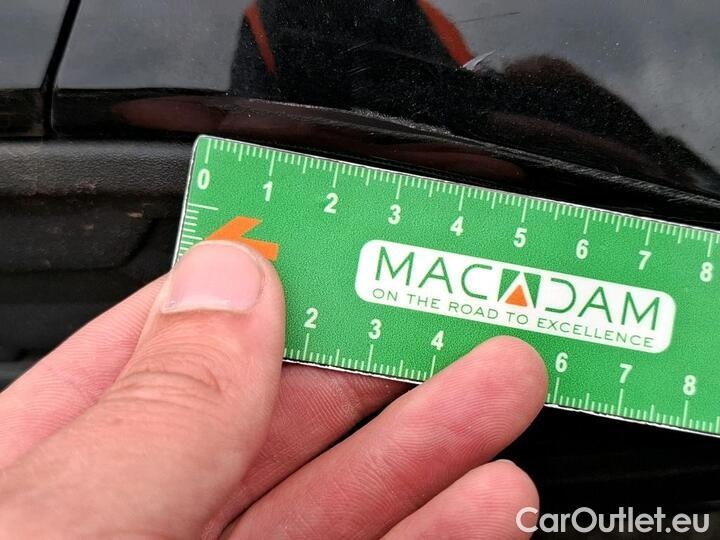 0 1 2 3 4 5 6 7 8
MACADAM
ON THE ROAD TO EXCELLENCE
2 3 4 6 7 8
CarOutlet.eu